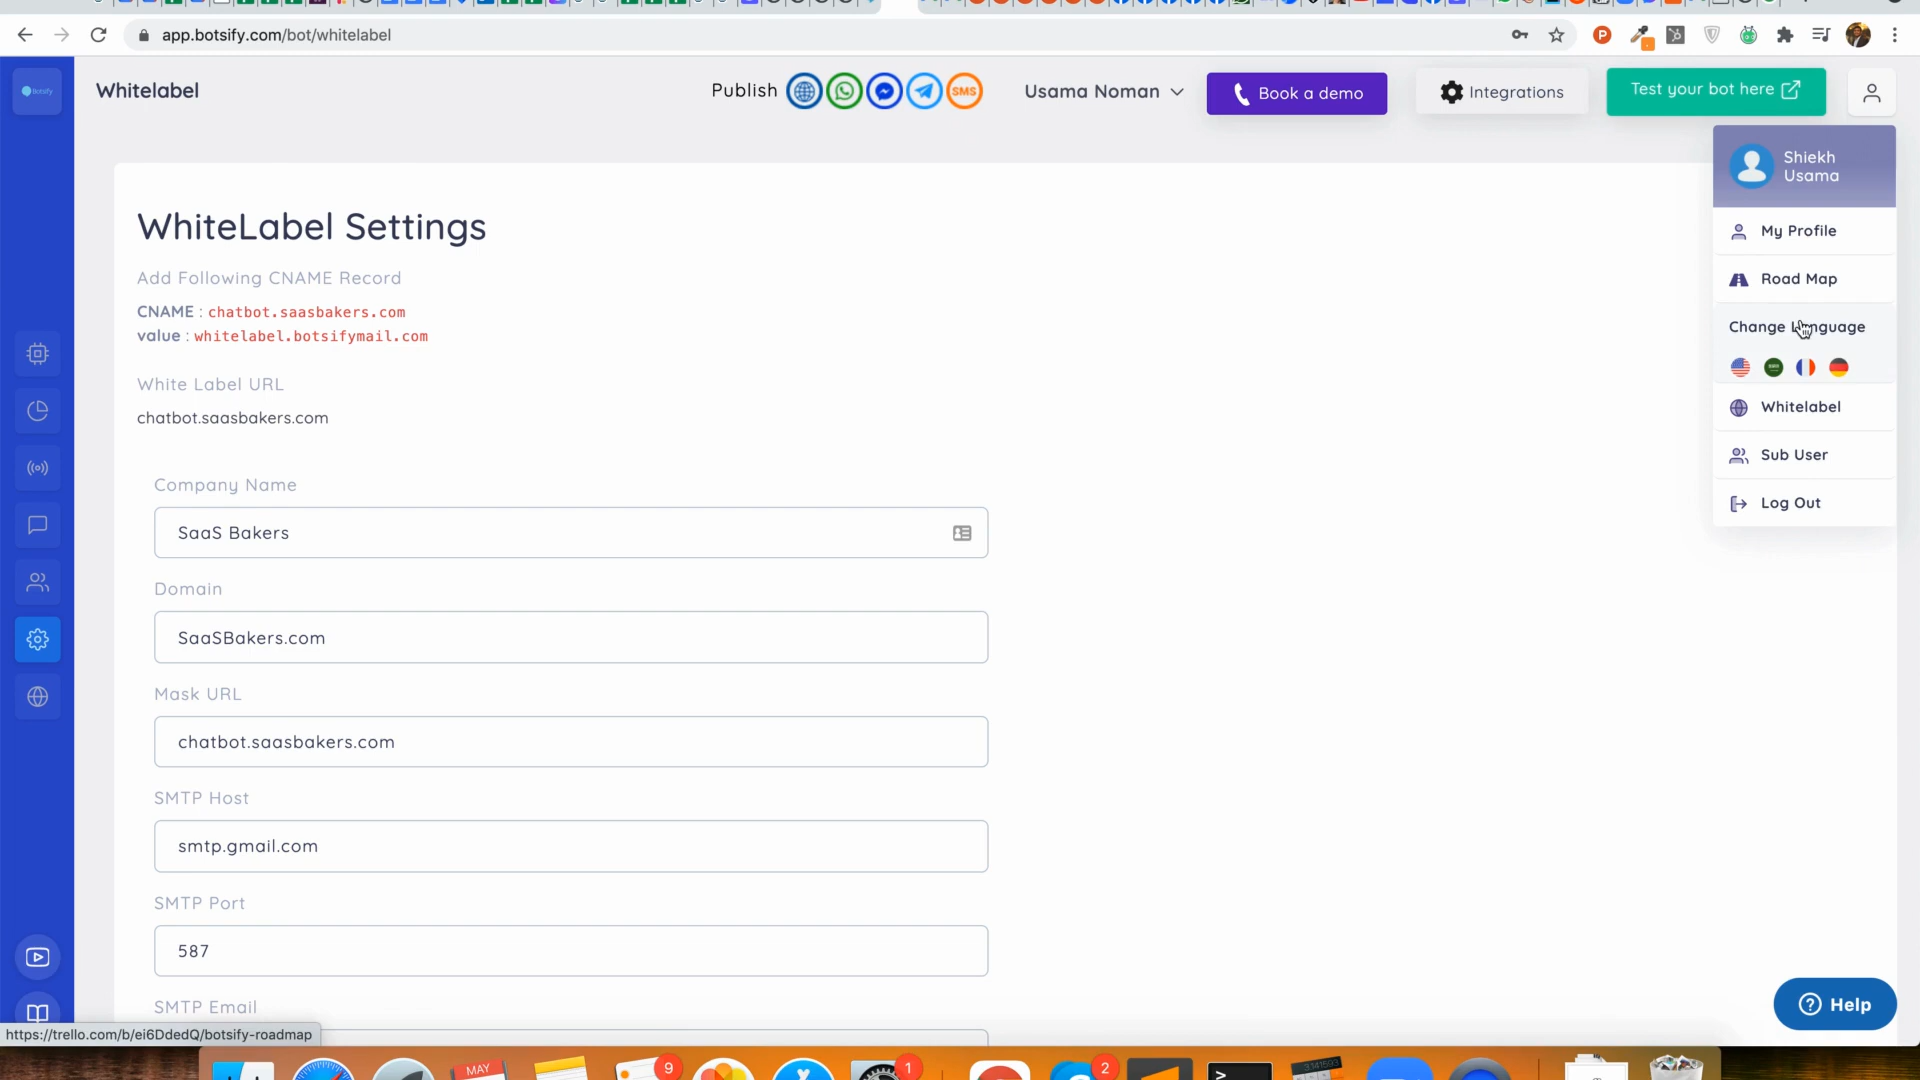 app.botsify.com/bot/whitelabel
Botsify
Whitelabel
Publish
SMS
Usama Noman
Book a demo
Integrations
Test your bot here
Shiekh
Usama
My Profile
Road Map
Change Language
Whitelabel
Sub User
Log Out
WhiteLabel Settings
Add Following CNAME Record
CNAME : chatbot.saasbakers.com
value : whitelabel.botsifymail.com
White Label URL
chatbot.saasbakers.com
Company Name
SaaS Bakers
Domain
SaaSBakers.com
Mask URL
chatbot.saasbakers.com
SMTP Host
smtp.gmail.com
SMTP Port
587
SMTP Email
Help
https://trello.com/b/ei6DdedQ/botsify-roadmap
MAY
9
1
2